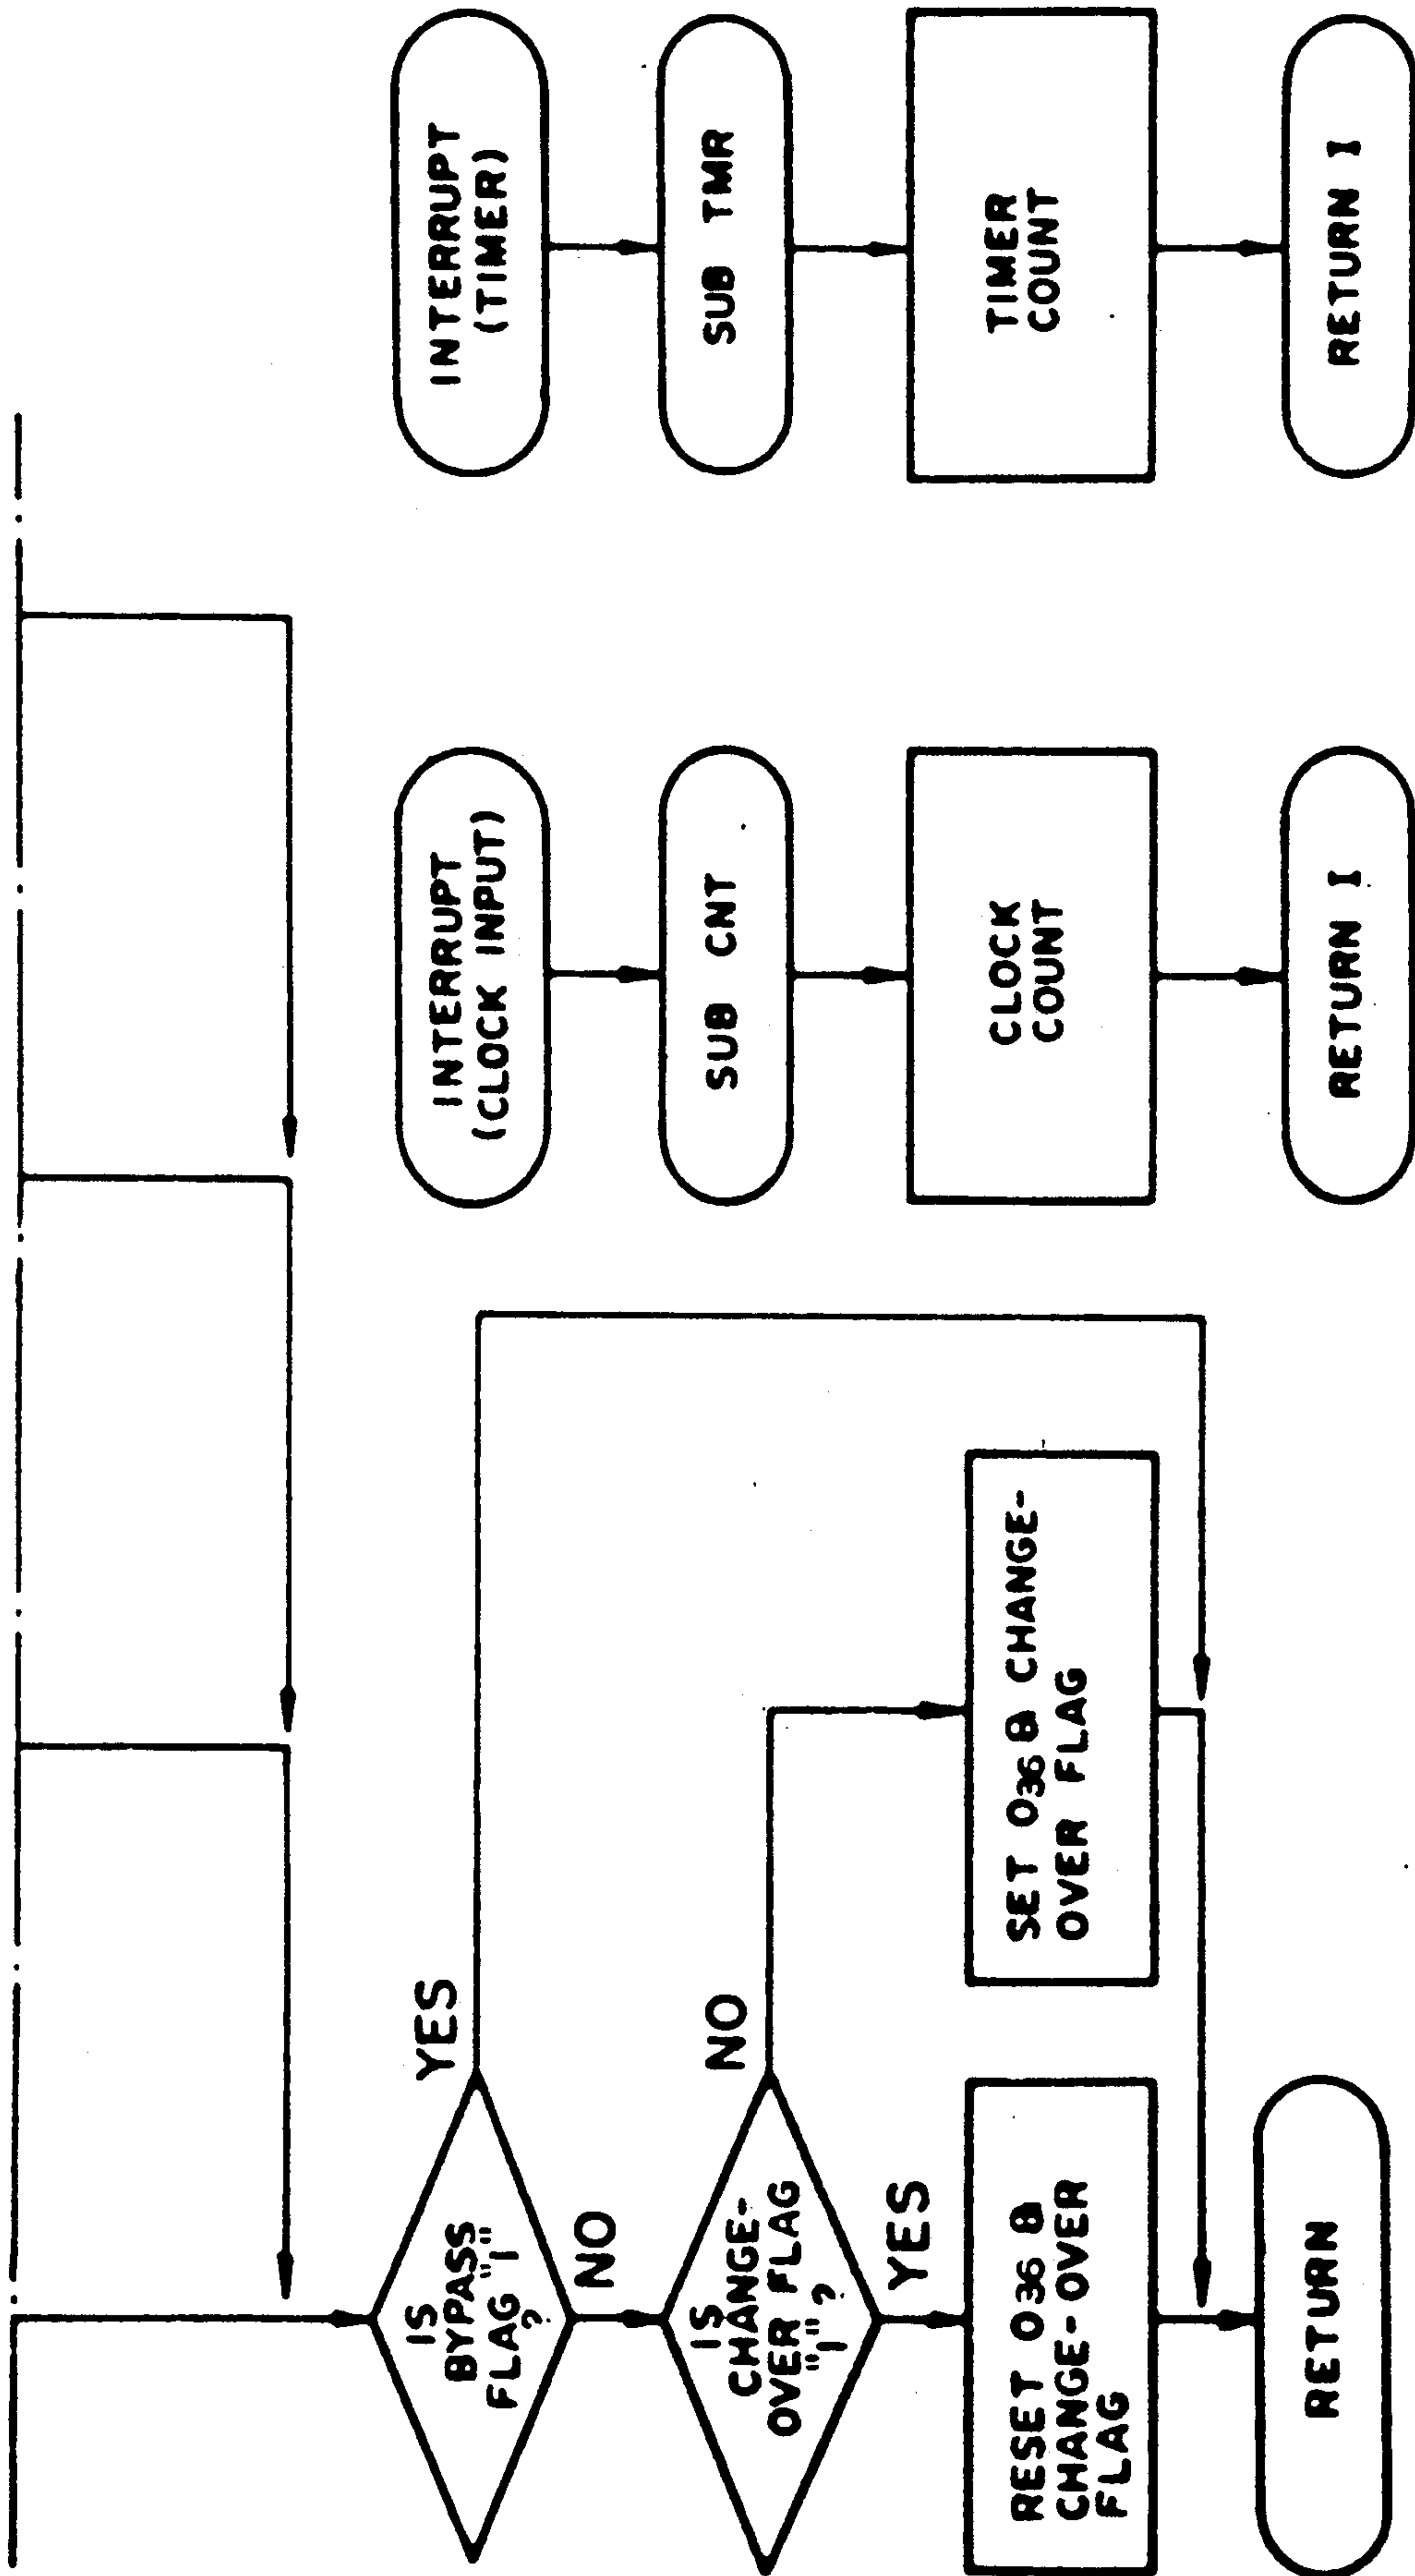 IS
BYPASS
FLAG "1"
?
YES
NO
IS
CHANGE-
OVER FLAG
"1" ?
NO
YES
RESET O36 B
CHANGE-OVER
FLAG
SET O36 B CHANGE-
OVER FLAG
RETURN
INTERRUPT
(CLOCK INPUT)
SUB CNT
CLOCK
COUNT
RETURN I
INTERRUPT
(TIMER)
SUB TMR
TIMER
COUNT
RETURN I